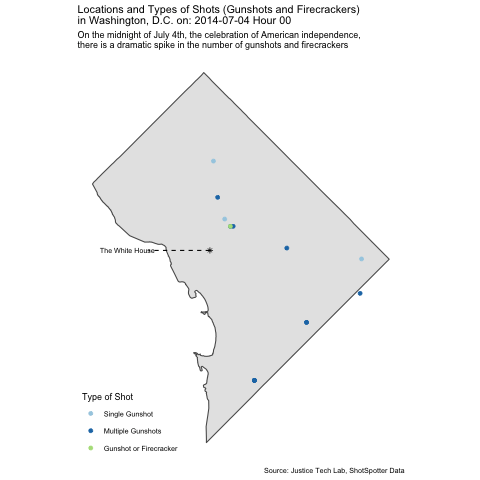 Locations and Types of Shots (Gunshots and Firecrackers)
in Washington, D.C. on: 2014-07-04 Hour 00
On the midnight of July 4th, the celebration of American independence,
there is a dramatic spike in the number of gunshots and firecrackers
The White House
Type of Shot
Single Gunshot
Multiple Gunshots
Gunshot or Firecracker
Source: Justice Tech Lab, ShotSpotter Data